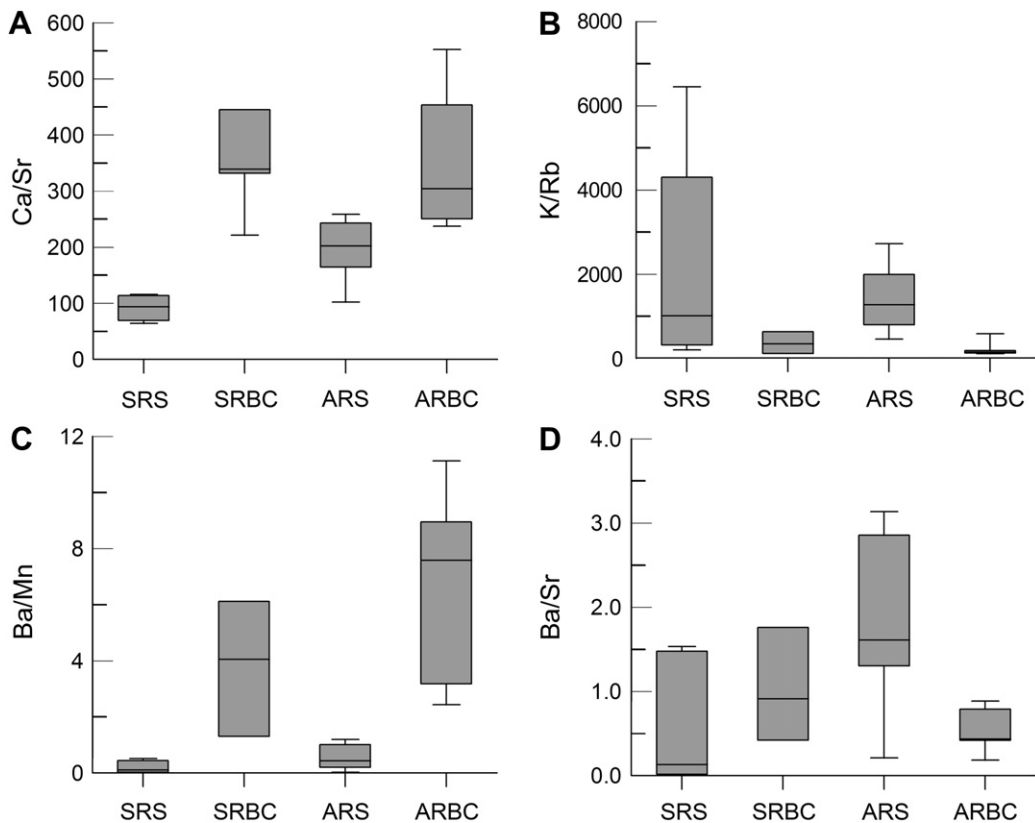 A
600
500
400
300
200
100
0
Ca/Sr
SRS SRBC ARS ARBC
B
8000
6000
4000
2000
0
K/Rb
SRS SRBC ARS ARBC
C
12
8
4
0
Ba/Mn
SRS SRBC ARS ARBC
D
4.0
3.0
2.0
1.0
0.0
Ba/Sr
SRS SRBC ARS ARBC